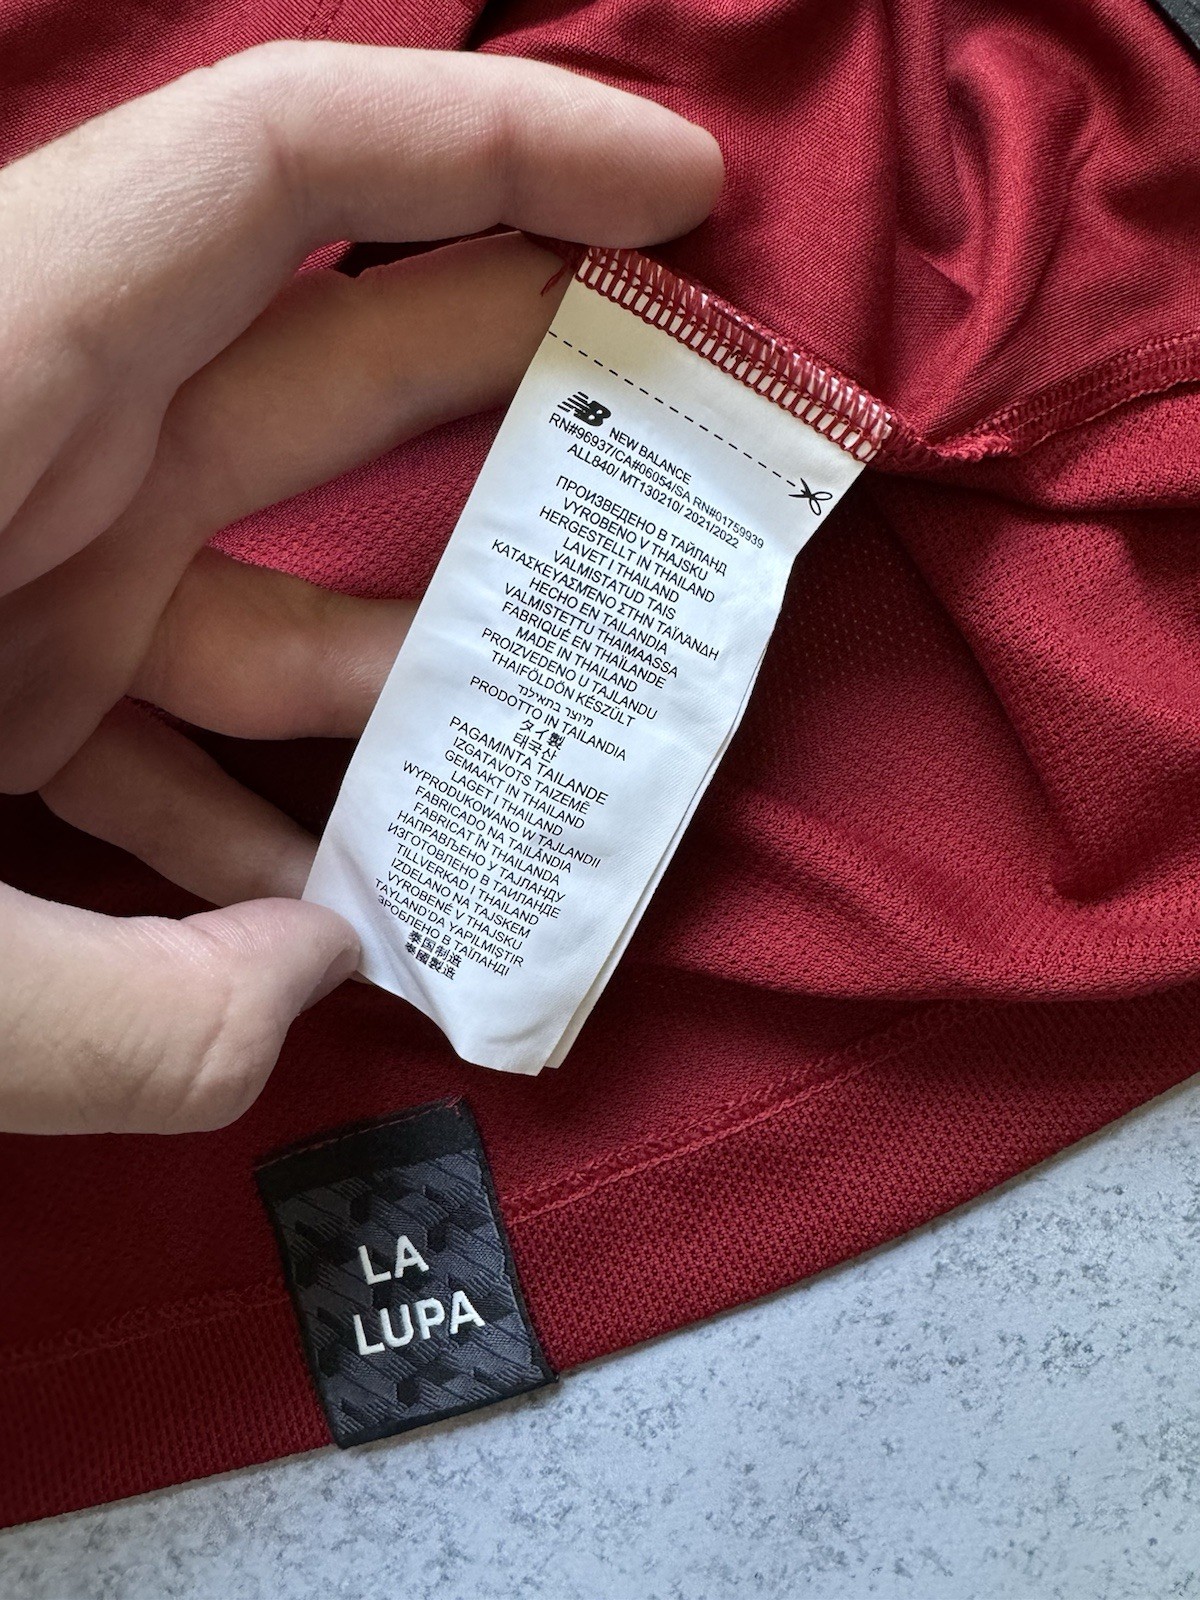 NB NEW BALANCE
RN#96937/CA#06054/SA RN#01759939
ALL840/ MT130210/ 2021/2022
ПРОИЗВЕДЕНО В ТАЙЛАНД
VYROBENO V THAJSKU
HERGESTELLT IN THAILAND
LAVET I THAILAND
VALMISTATUD TAIS
ΚΑΤΑΣΚΕΥΑΣΜΕΝΟ ΣΤΗΝ ΤΑΪΛΑΝΔΗ
HECHO EN TAILANDIA
VALMISTETTU THAIMAASSA
FABRIQUÉ EN THAÏLANDE
MADE IN THAILAND
PROIZVEDENO U TAJLANDU
THAIFÖLDÖN KÉSZÜLT
מיוצר בתאילנד
PRODOTTO IN TAILANDIA
タイ製
태국산
PAGAMINTA TAILANDE
IZGATAVOTS TAIZEMĒ
GEMAAKT IN THAILAND
LAGET I THAILAND
WYPRODUKOWANO W TAJLANDII
FABRICADO NA TAILÂNDIA
FABRICAT ÎN THAILANDA
НАПРАВЉЕНО У ТАЈЛАНДУ
ИЗГОТОВЛЕНО В ТАИЛАНДЕ
TILLVERKAD I THAILAND
IZDELANO NA TAJSKEM
VYROBENÉ V THAJSKU
TAYLAND'DA YAPILMIŞTIR
ЗРОБЛЕНО В ТАЇЛАНДІ
泰国制造
泰國製造
LA
LUPA